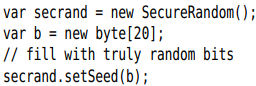 var secrand = new SecureRandom();
var b = new byte[20];
// fill with truly random bits
secrand.setSeed(b);